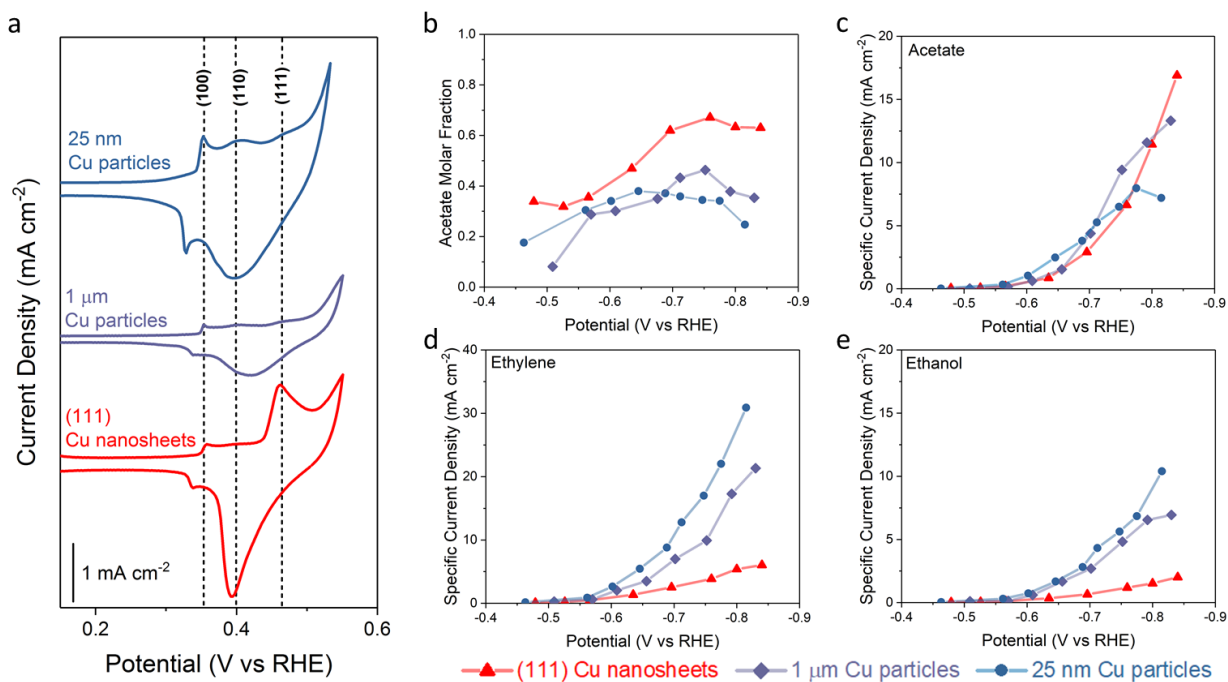 a
(100)
(110)
(111)
25 nm
Cu particles
1 μm
Cu particles
(111)
Cu nanosheets
1 mA cm-2
Current Density (mA cm-2)
0.2 0.4 0.6
Potential (V vs RHE)
b
1.0
0.8
0.6
0.4
0.2
0.0
Acetate Molar Fraction
-0.4 -0.5 -0.6 -0.7 -0.8 -0.9
Potential (V vs RHE)
c
Acetate
20
15
10
5
0
Specific Current Density (mA cm-2)
-0.4 -0.5 -0.6 -0.7 -0.8 -0.9
Potential (V vs RHE)
d
Ethylene
40
30
20
10
0
Specific Current Density (mA cm-2)
-0.4 -0.5 -0.6 -0.7 -0.8 -0.9
Potential (V vs RHE)
e
Ethanol
20
15
10
5
0
Specific Current Density (mA cm-2)
-0.4 -0.5 -0.6 -0.7 -0.8 -0.9
Potential (V vs RHE)
(111) Cu nanosheets 1 μm Cu particles 25 nm Cu particles